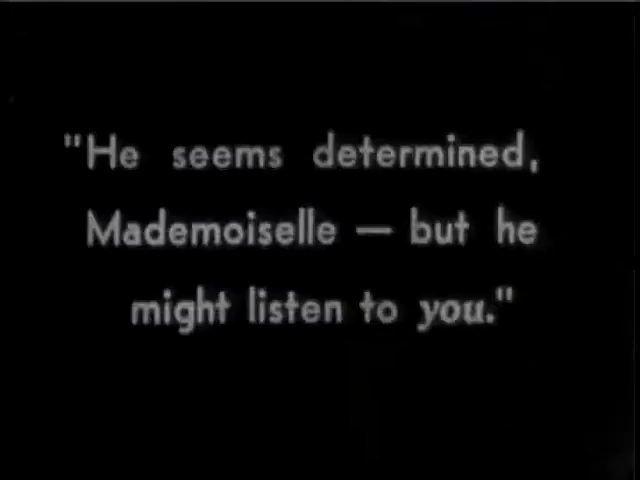 "He seems determined,
Mademoiselle — but he
might listen to you."